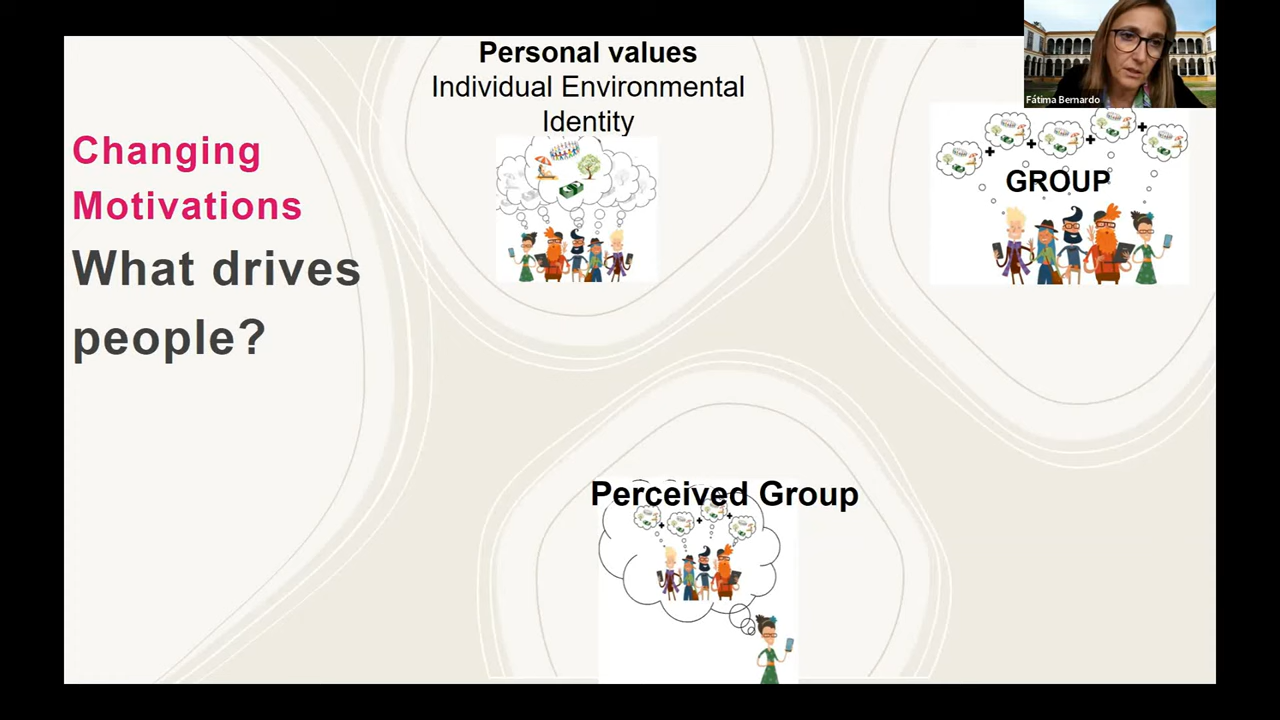 Changing
Motivations
What drives
people?
Personal values
Individual Environmental
Identity
Fátima Bernardo
GROUP
Perceived Group